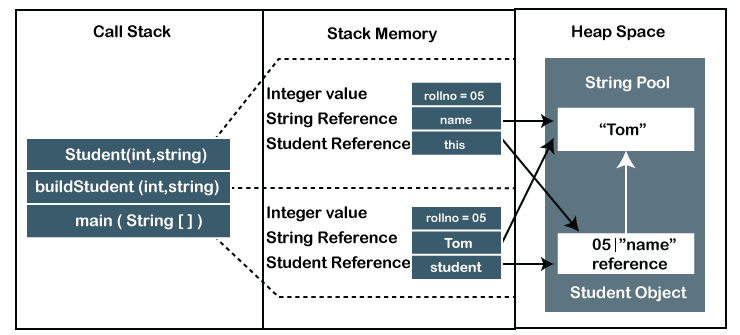 Call Stack
Stack Memory
Heap Space
Student(int,string)
buildStudent (int,string)
main ( String [ ] )
Integer value
rollno = 05
String Reference
name
Student Reference
this
Integer value
rollno = 05
String Reference
Tom
Student Reference
student
String Pool
“Tom”
05|”name”
reference
Student Object